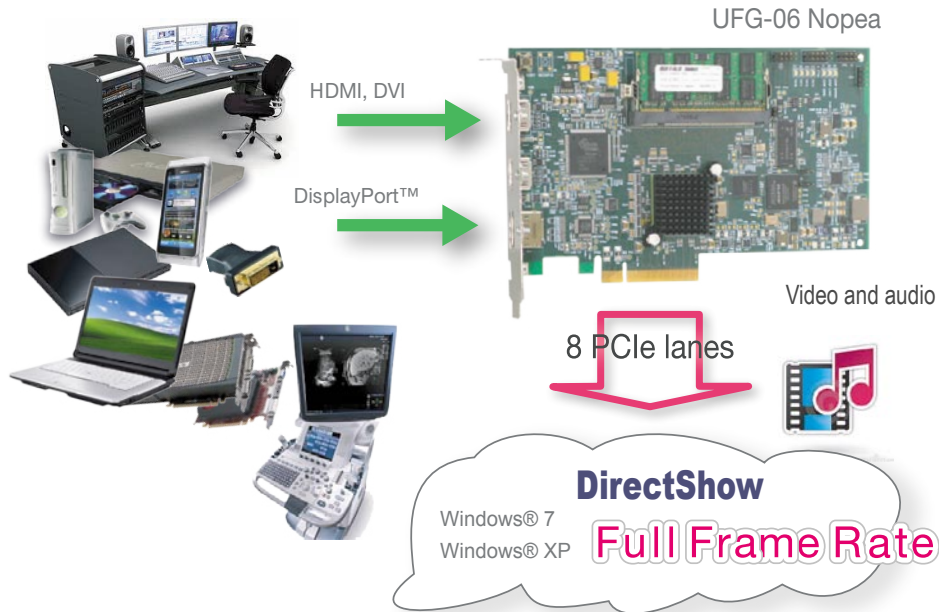 UFG-06 Nopea
HDMI, DVI
DisplayPort™
Video and audio
8 PCIe lanes
DirectShow
Windows® 7
Windows® XP
Full Frame Rate